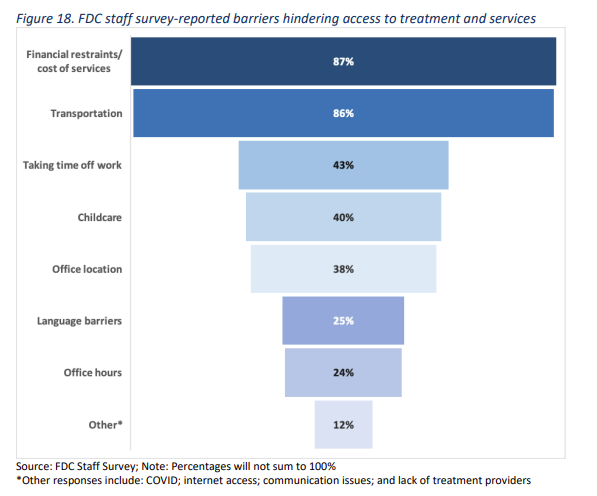 Figure 18. FDC staff survey-reported barriers hindering access to treatment and services
Financial restraints/
cost of services
87%
Transportation
86%
Taking time off work
43%
Childcare
40%
Office location
38%
Language barriers
25%
Office hours
24%
Other*
12%
Source: FDC Staff Survey; Note: Percentages will not sum to 100%
*Other responses include: COVID; internet access; communication issues; and lack of treatment providers